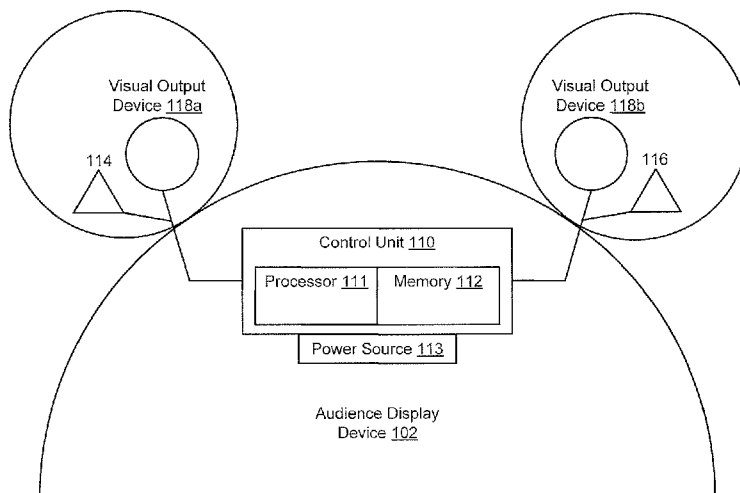 Visual Output
Device 118a
Visual Output
Device 118b
114
116
Control Unit 110
Processor 111
Memory 112
Power Source 113
Audience Display
Device 102